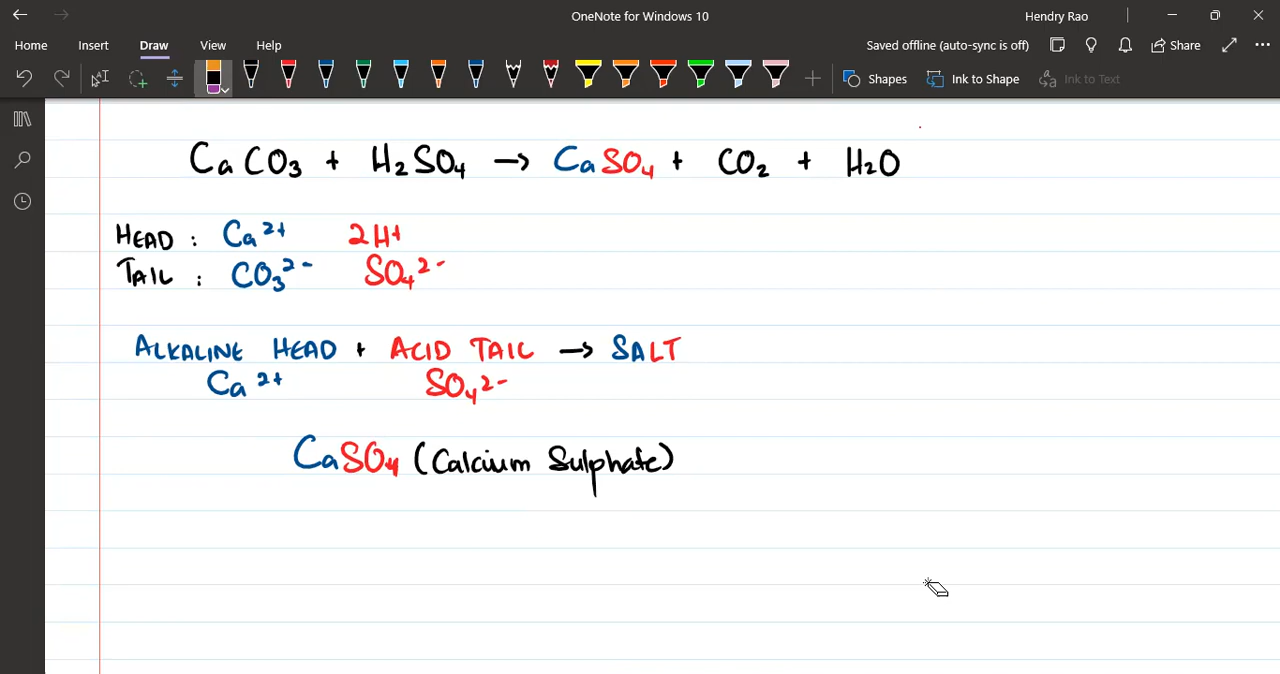 OneNote for Windows 10
Hendry Rao
Home Insert Draw View Help
Saved offline (auto-sync is off)
Share
Shapes
Ink to Shape
Ink to Text
CaCO3 + H2SO4 → CaSO4 + CO2 + H2O
HEAD : Ca2+ 2H+
TAIL : CO3 2- SO4 2-
ALKALINE HEAD + ACID TAIL → SALT
Ca2+ SO4 2-
CaSO4 (Calcium Sulphate)